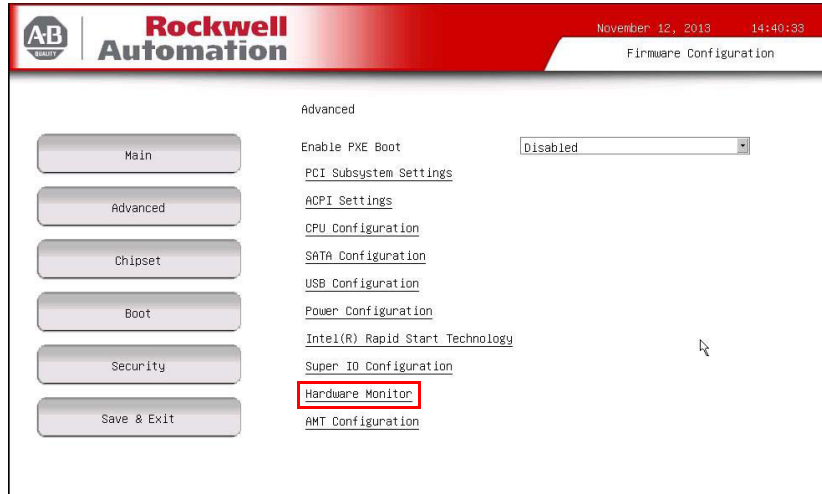 A-B
QUALITY
Rockwell
Automation
November 12, 2013 14:40:33
Firmware Configuration
Advanced
Main
Advanced
Chipset
Boot
Security
Save & Exit
Enable PXE Boot Disabled
PCI Subsystem Settings
ACPI Settings
CPU Configuration
SATA Configuration
USB Configuration
Power Configuration
Intel(R) Rapid Start Technology
Super IO Configuration
Hardware Monitor
AMT Configuration